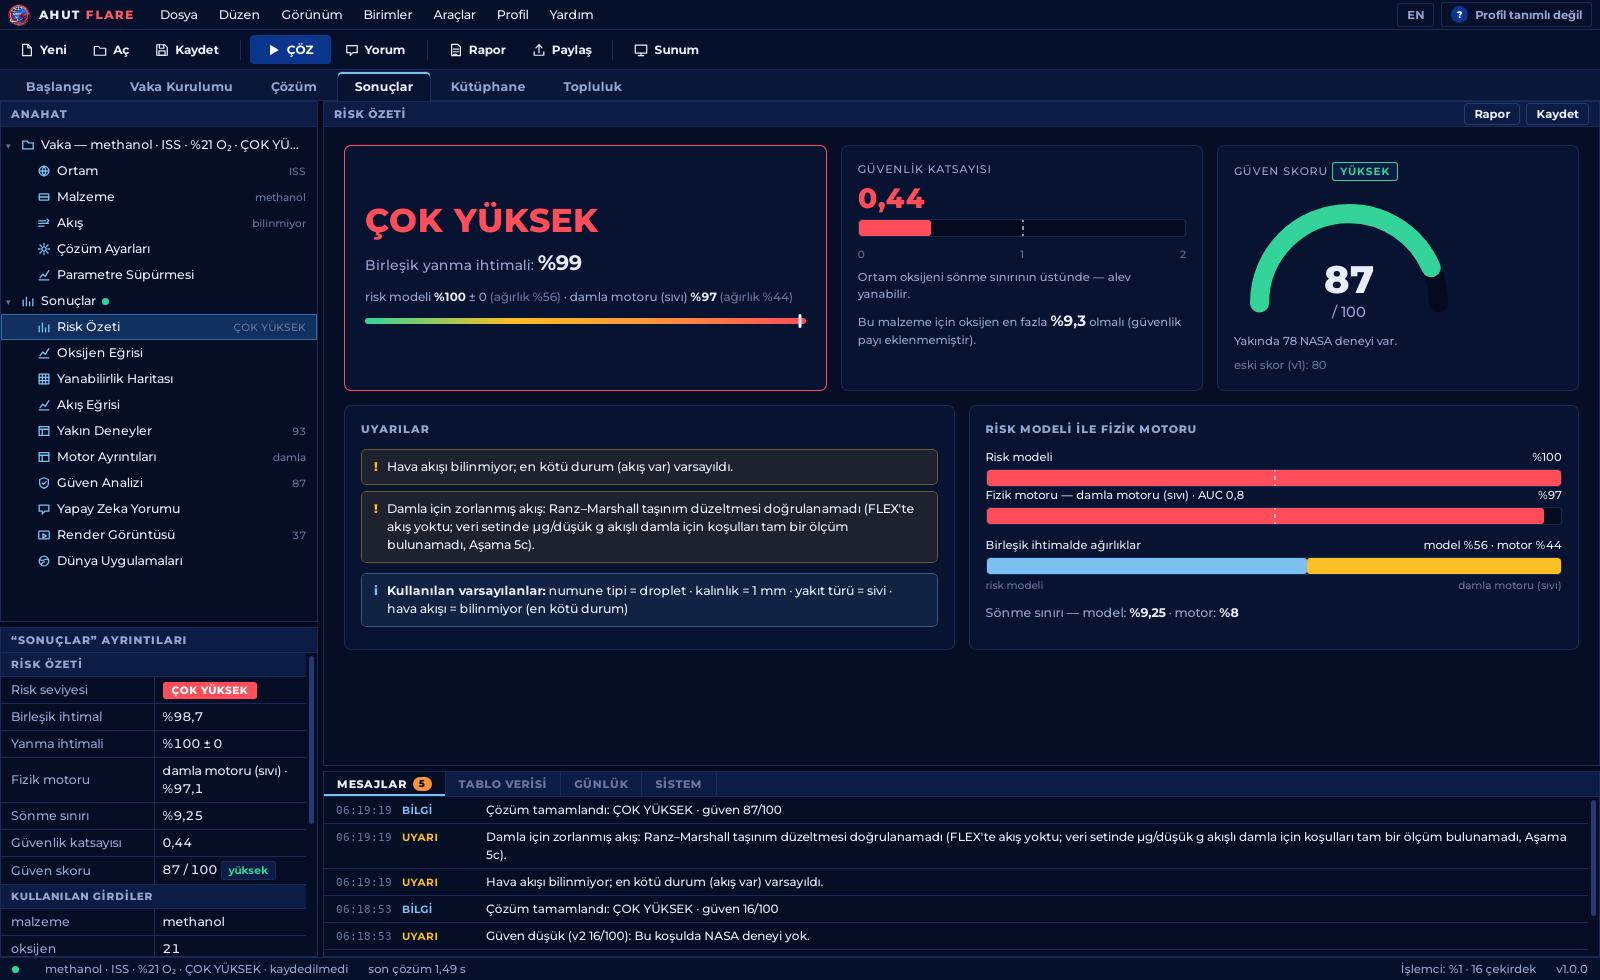 AHUT FLARE
Dosya Düzen Görünüm Birimler Araçlar Profil Yardım
EN
? Profil tanımlı değil
Yeni Aç Kaydet ÇÖZ Yorum Rapor Paylaş Sunum
Başlangıç Vaka Kurulumu Çözüm Sonuçlar Kütüphane Topluluk
ANAHAT
Vaka — methanol · ISS · %21 O₂ · ÇOK YÜ...
Ortam ISS
Malzeme methanol
Akış bilinmiyor
Çözüm Ayarları
Parametre Süpürmesi
Sonuçlar
Risk Özeti ÇOK YÜKSEK
Oksijen Eğrisi
Yanabilirlik Haritası
Akış Eğrisi
Yakın Deneyler 93
Motor Ayrıntıları damla
Güven Analizi 87
Yapay Zeka Yorumu
Render Görüntüsü 37
Dünya Uygulamaları
“SONUÇLAR” AYRINTILARI
RİSK ÖZETİ
Risk seviyesi ÇOK YÜKSEK
Birleşik ihtimal %98,7
Yanma ihtimali %100 ± 0
Fizik motoru damla motoru (sıvı) ·
%97,1
Sönme sınırı %9,25
Güvenlik katsayısı 0,44
Güven skoru 87 / 100 yüksek
KULLANILAN GİRDİLER
malzeme methanol
oksijen 21
RİSK ÖZETİ
Rapor Kaydet
ÇOK YÜKSEK
Birleşik yanma ihtimali: %99
risk modeli %100 ± 0 (ağırlık %56) · damla motoru (sıvı) %97 (ağırlık %44)
GÜVENLİK KATSAYISI
0,44
0 1 2
Ortam oksijeni sönme sınırının üstünde — alev
yanabilir.
Bu malzeme için oksijen en fazla %9,3 olmalı (güvenlik
payı eklenmemiştir).
GÜVEN SKORU YÜKSEK
87
/ 100
Yakında 78 NASA deneyi var.
eski skor (v1): 80
UYARILAR
! Hava akışı bilinmiyor; en kötü durum (akış var) varsayıldı.
! Damla için zorlanmış akış: Ranz–Marshall taşınım düzeltmesi doğrulanamadı (FLEX'te
akış yoktu; veri setinde µg/düşük g akışlı damla için koşulları tam bir ölçüm
bulunamadı, Aşama 5c).
i Kullanılan varsayılanlar: numune tipi = droplet · kalınlık = 1 mm · yakıt türü = sivi ·
hava akışı = bilinmiyor (en kötü durum)
RİSK MODELİ İLE FİZİK MOTORU
Risk modeli %100
Fizik motoru — damla motoru (sıvı) · AUC 0,8 %97
Birleşik ihtimalde ağırlıklar model %56 · motor %44
risk modeli damla motoru (sıvı)
Sönme sınırı — model: %9,25 · motor: %8
MESAJLAR 5 TABLO VERİSİ GÜNLÜK SİSTEM
06:19:19 BİLGİ Çözüm tamamlandı: ÇOK YÜKSEK · güven 87/100
06:19:19 UYARI Damla için zorlanmış akış: Ranz–Marshall taşınım düzeltmesi doğrulanamadı (FLEX'te akış yoktu; veri setinde µg/düşük g akışlı damla için koşulları tam bir ölçüm bulunamadı, Aşama
5c).
06:19:19 UYARI Hava akışı bilinmiyor; en kötü durum (akış var) varsayıldı.
06:18:53 BİLGİ Çözüm tamamlandı: ÇOK YÜKSEK · güven 16/100
06:18:53 UYARI Güven düşük (v2 16/100): Bu koşulda NASA deneyi yok.
methanol · ISS · %21 O₂ · ÇOK YÜKSEK · kaydedilmedi son çözüm 1,49 s
İşlemci: %1 · 16 çekirdek v1.0.0